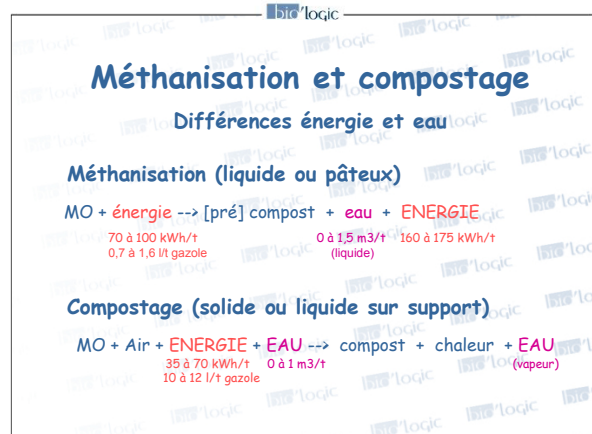 bio'logic
Méthanisation et compostage
Différences énergie et eau
Méthanisation (liquide ou pâteux)
MO + énergie --> [pré] compost + eau + ENERGIE
70 à 100 kWh/t 0 à 1,5 m3/t 160 à 175 kWh/t
0,7 à 1,6 l/t gazole (liquide)
Compostage (solide ou liquide sur support)
MO + Air + ENERGIE + EAU --> compost + chaleur + EAU
35 à 70 kWh/t 0 à 1 m3/t (vapeur)
10 à 12 l/t gazole